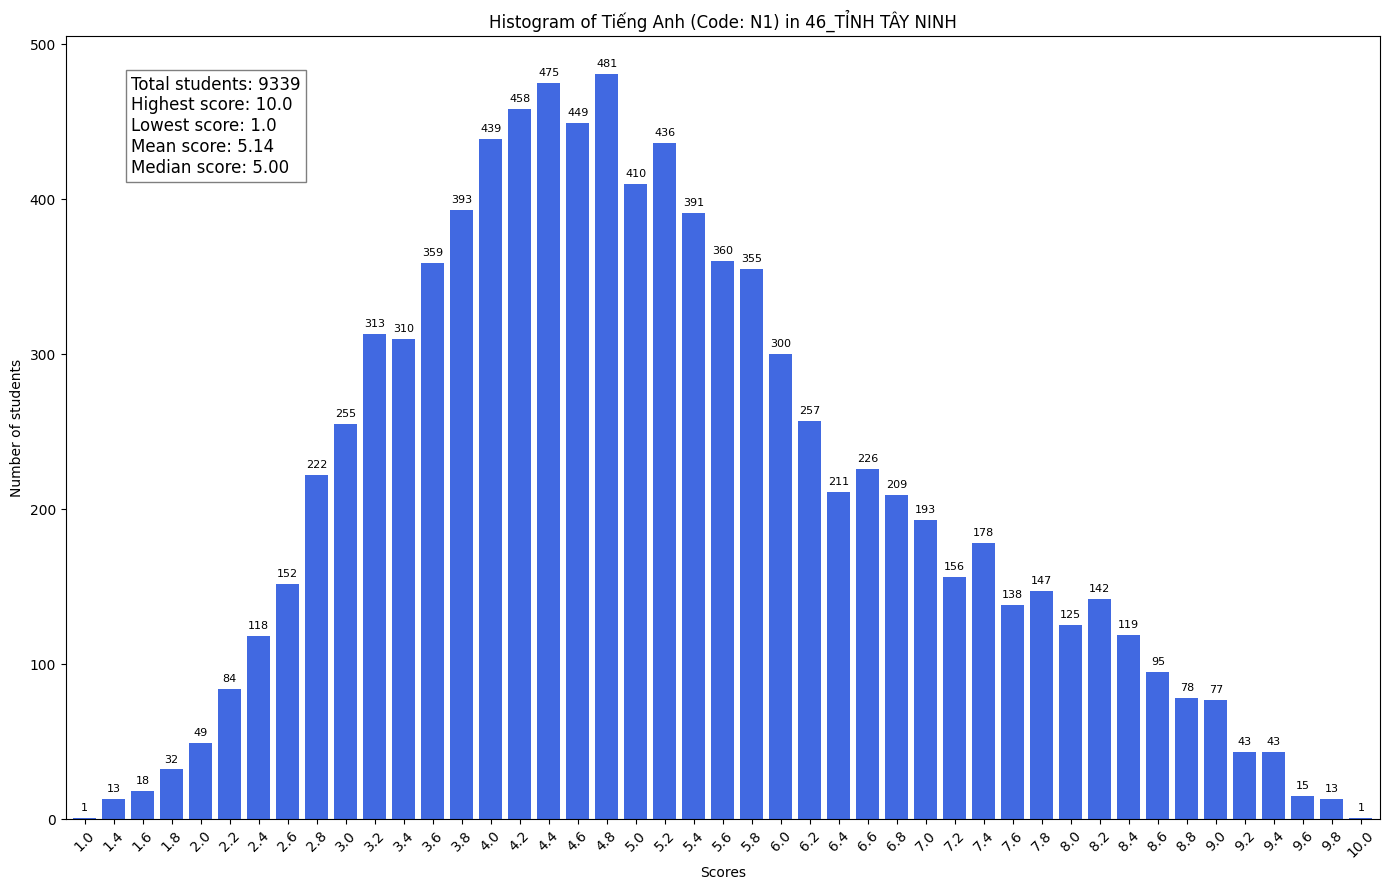 Histogram of Tiếng Anh (Code: N1) in 46_TỈNH TÂY NINH
Total students: 9339
Highest score: 10.0
Lowest score: 1.0
Mean score: 5.14
Median score: 5.00
Number of students
500
400
300
200
100
0
1 13 18 32 49 84 118 152 222 255 313 310 359 393 439 458 475 449 481 410 436 391 360 355 300 257 211 226 209 193 156 178 138 147 125 142 119 95 78 77 43 43 15 13 1
1.0 1.4 1.6 1.8 2.0 2.2 2.4 2.6 2.8 3.0 3.2 3.4 3.6 3.8 4.0 4.2 4.4 4.6 4.8 5.0 5.2 5.4 5.6 5.8 6.0 6.2 6.4 6.6 6.8 7.0 7.2 7.4 7.6 7.8 8.0 8.2 8.4 8.6 8.8 9.0 9.2 9.4 9.6 9.8 10.0
Scores